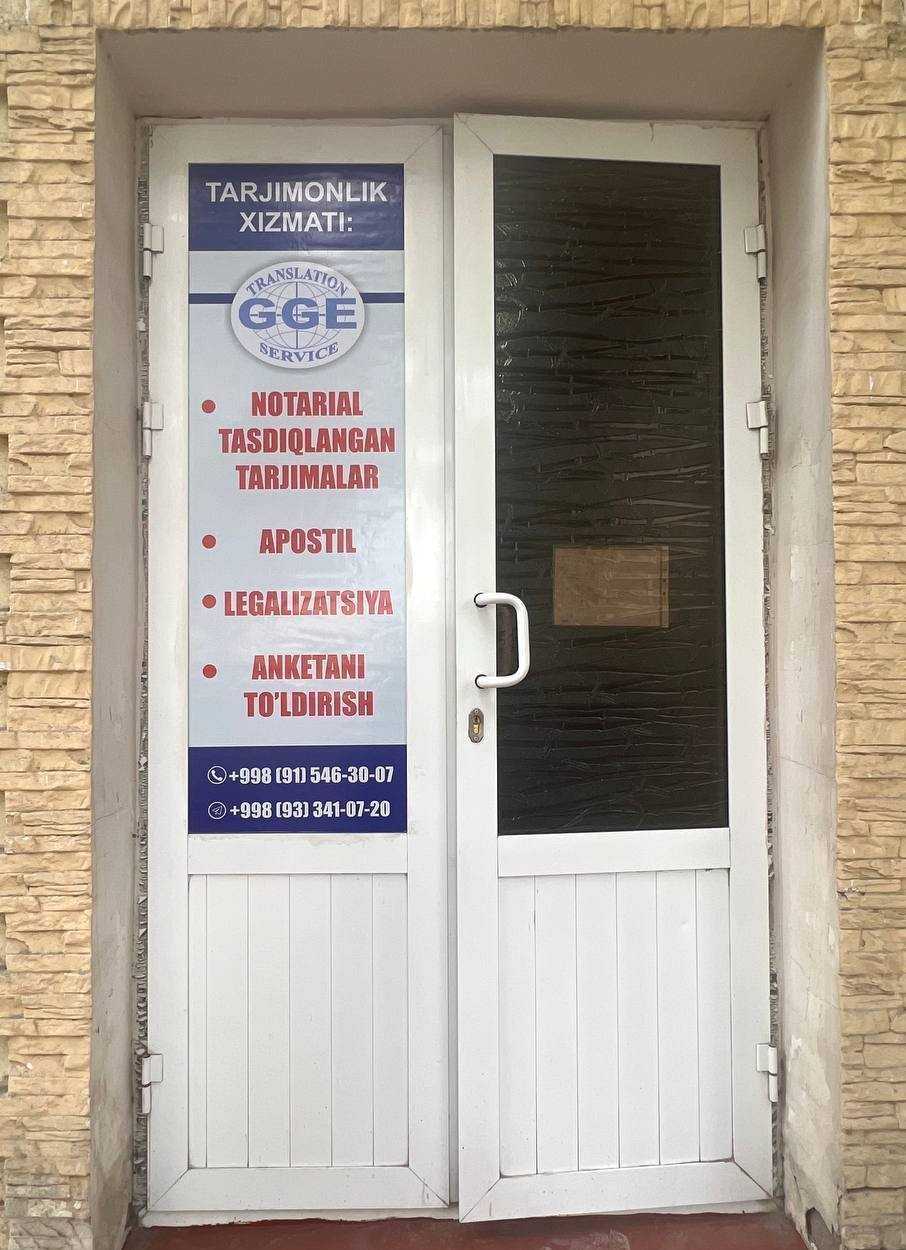 TARJIMONLIK
XIZMATI:
TRANSLATION
GGE
SERVICE
• NOTARIAL
TASDIQLANGAN
TARJIMALAR
• APOSTIL
• LEGALIZATSIYA
• ANKETANI
TO'LDIRISH
+998 (91) 546-30-07
+998 (93) 341-07-20